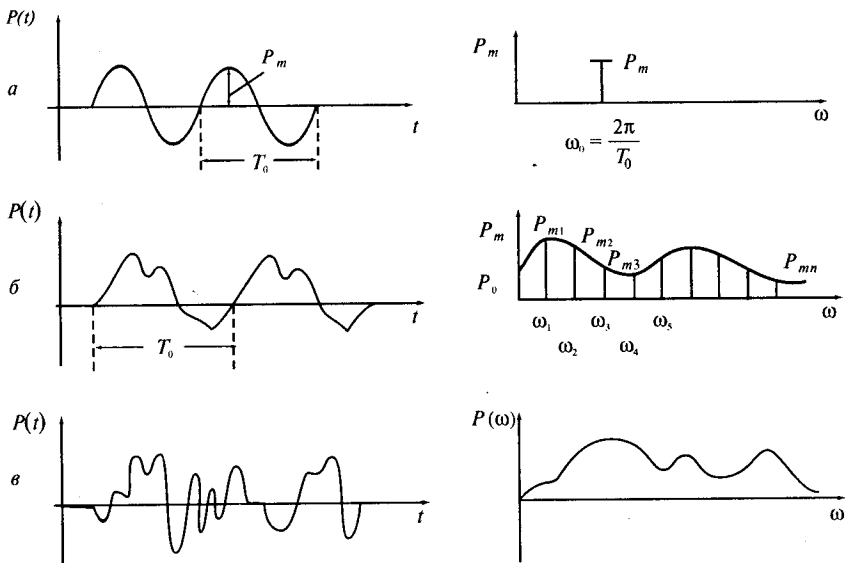 P(t)
P_m
а
t
T_0
P_m
P_m
ω
ω_0 = 2π / T_0
P(t)
б
t
T_0
P_m
P_m1
P_m2
P_m3
P_mn
P_0
ω
ω_1
ω_3
ω_5
ω_2
ω_4
P(t)
в
t
P(ω)
ω